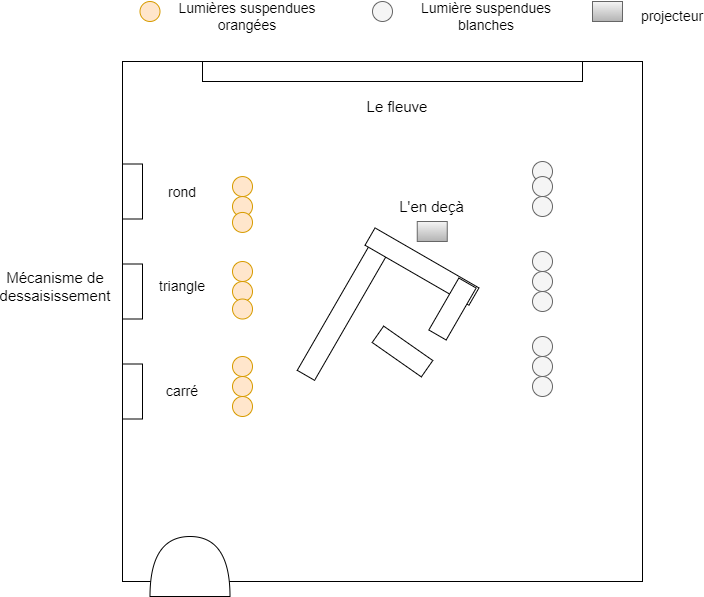 Lumières suspendues
orangées
Lumière suspendues
blanches
projecteur
Le fleuve
rond
L'en deçà
Mécanisme de
dessaisissement
triangle
carré